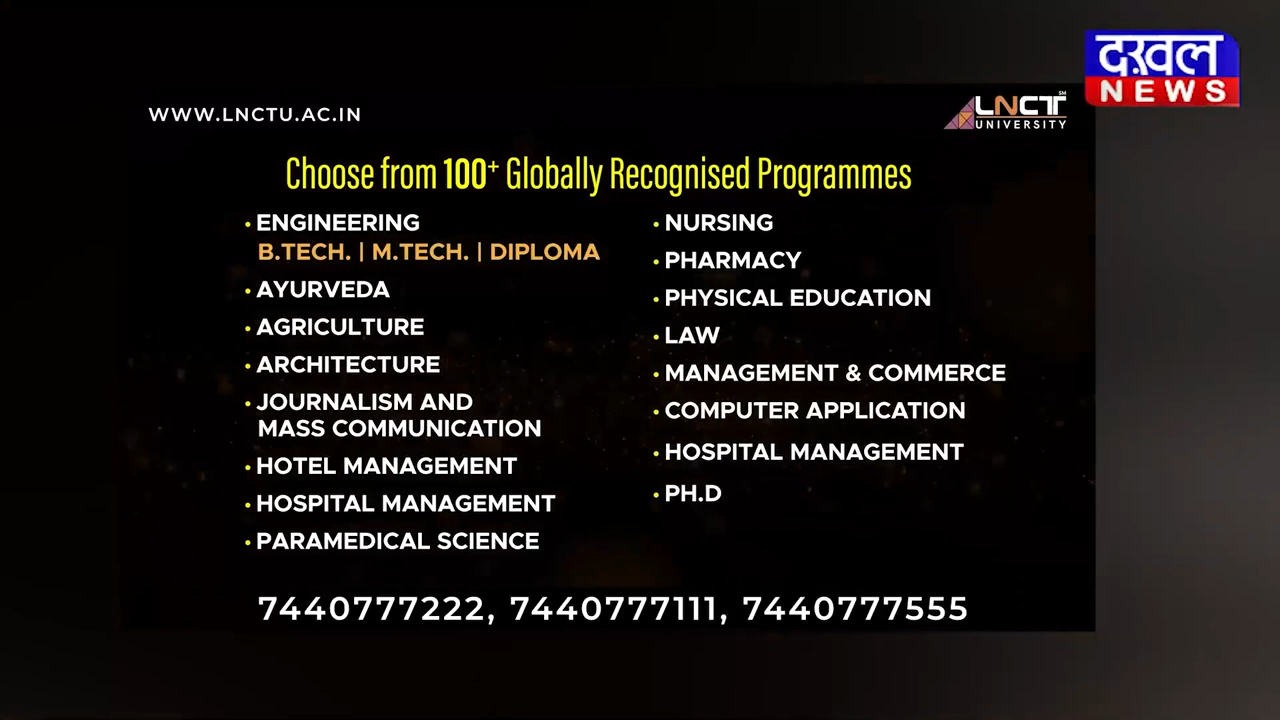 दख़ल
NEWS
WWW.LNCTU.AC.IN
LNCT SM
UNIVERSITY
Choose from 100+ Globally Recognised Programmes
• ENGINEERING
B.TECH. | M.TECH. | DIPLOMA
• AYURVEDA
• AGRICULTURE
• ARCHITECTURE
• JOURNALISM AND
MASS COMMUNICATION
• HOTEL MANAGEMENT
• HOSPITAL MANAGEMENT
• PARAMEDICAL SCIENCE
• NURSING
• PHARMACY
• PHYSICAL EDUCATION
• LAW
• MANAGEMENT & COMMERCE
• COMPUTER APPLICATION
• HOSPITAL MANAGEMENT
• PH.D
7440777222, 7440777111, 7440777555